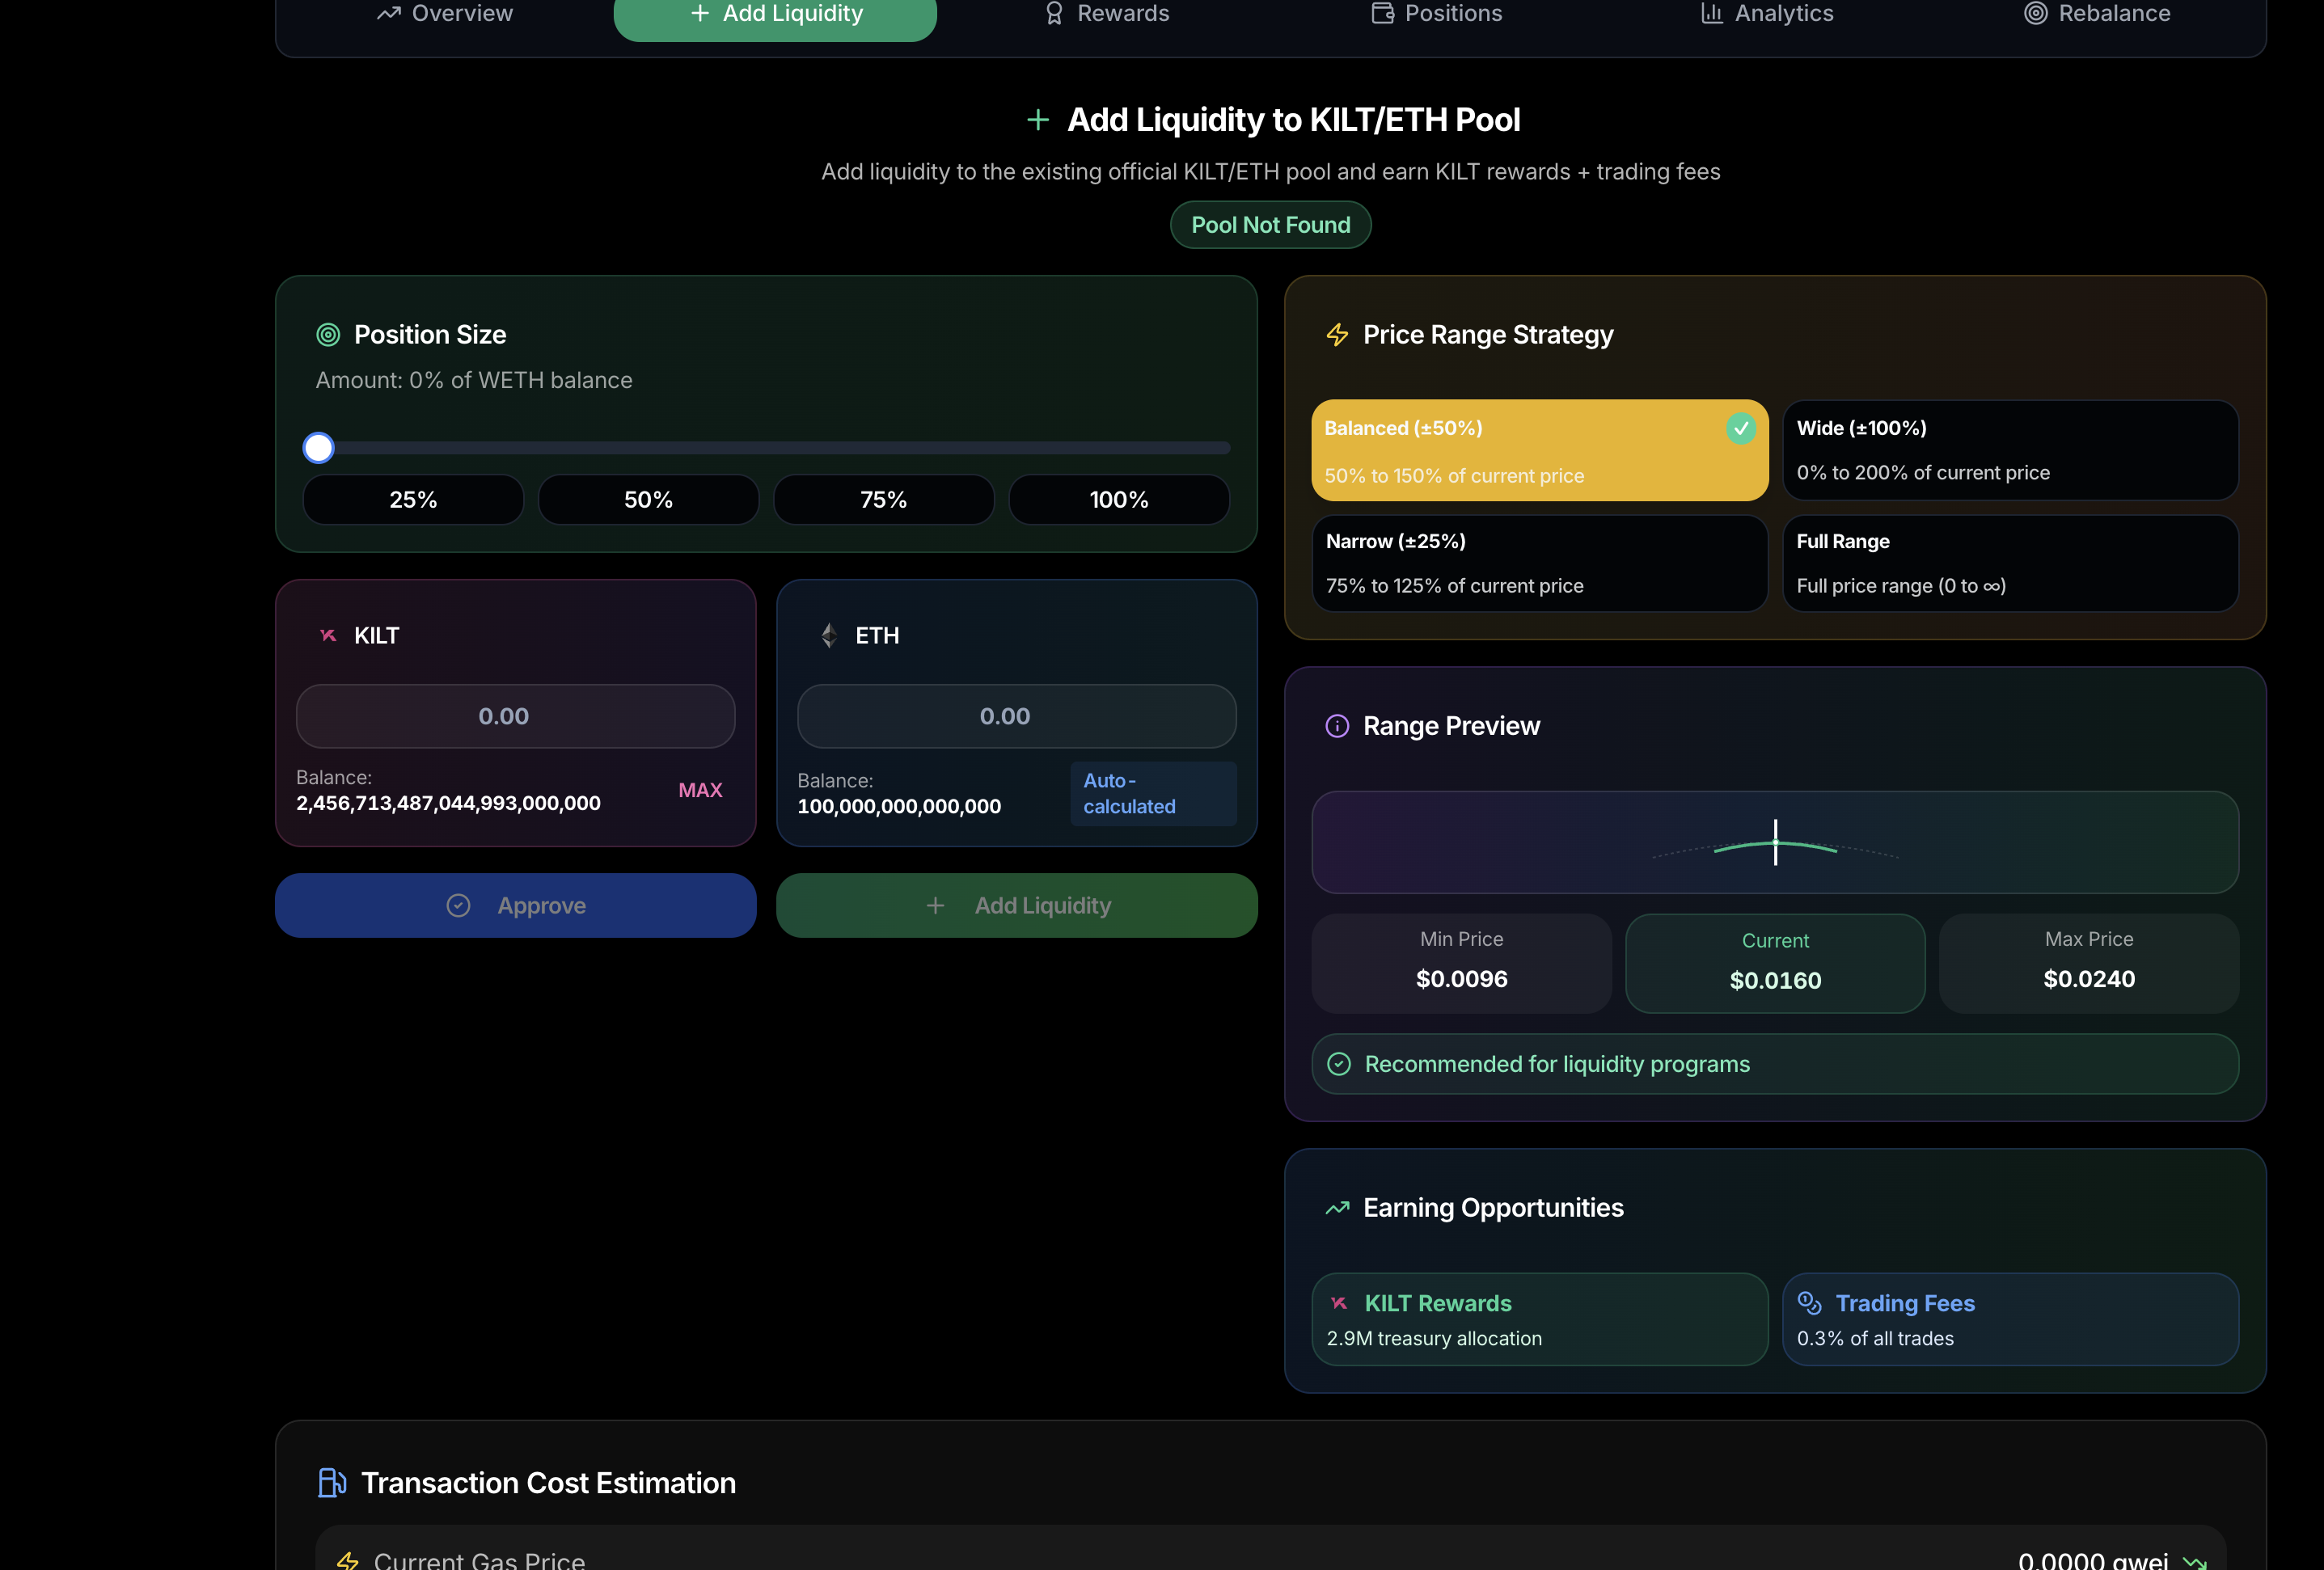 Overview
Add Liquidity
Rewards
Positions
Analytics
Rebalance
Add Liquidity to KILT/ETH Pool
Add liquidity to the existing official KILT/ETH pool and earn KILT rewards + trading fees
Pool Not Found
Position Size
Amount: 0% of WETH balance
25%
50%
75%
100%
KILT
0.00
Balance:
2,456,713,487,044,993,000,000
MAX
ETH
0.00
Balance:
100,000,000,000,000
Auto-
calculated
Approve
Add Liquidity
Price Range Strategy
Balanced (±50%)
50% to 150% of current price
Wide (±100%)
0% to 200% of current price
Narrow (±25%)
75% to 125% of current price
Full Range
Full price range (0 to ∞)
Range Preview
Min Price
$0.0096
Current
$0.0160
Max Price
$0.0240
Recommended for liquidity programs
Earning Opportunities
KILT Rewards
2.9M treasury allocation
Trading Fees
0.3% of all trades
Transaction Cost Estimation
Current Gas Price
0.0000 gwei